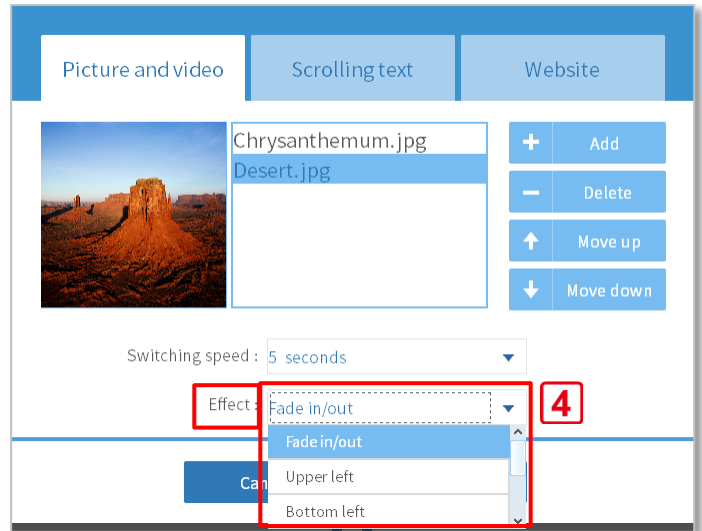 Picture and video
Scrolling text
Website
Chrysanthemum.jpg
Desert.jpg
Add
Delete
Move up
Move down
Switching speed : 5 seconds
Effect : Fade in/out
4
Fade in/out
Upper left
Bottom left